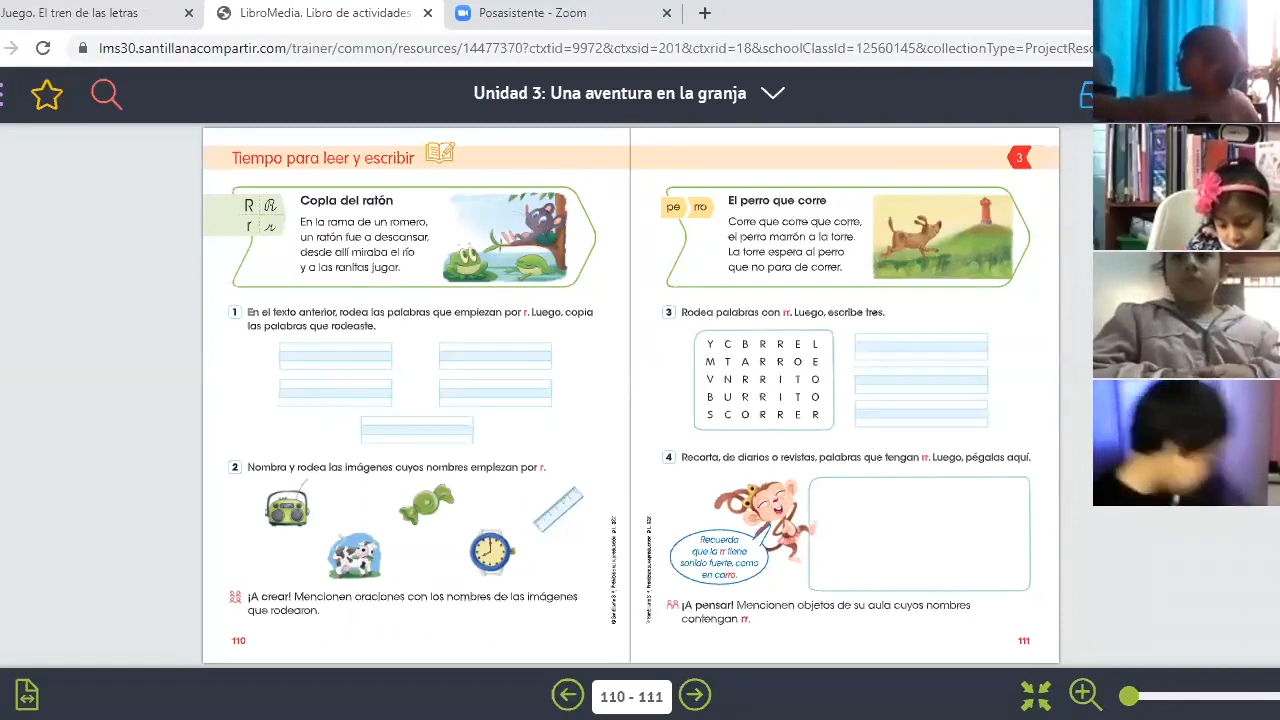 Juego. El tren de las letras
LibroMedia. Libro de actividades
Posasistente - Zoom
lms30.santillanacompartir.com/trainer/common/resources/14477370?ctxtid=9972&ctxsid=201&ctxrid=18&schoolClassId=12560145&collectionType=ProjectReso
Unidad 3: Una aventura en la granja
Tiempo para leer y escribir
R R
r r
Copla del ratón
En la rama de un romero,
un ratón fue a descansar,
desde allí miraba el río
y a las ranitas jugar.
1 En el texto anterior, rodea las palabras que empiezan por r. Luego, copia
las palabras que rodeaste.
2 Nombra y rodea las imágenes cuyos nombres empiezan por r.
¡A crear! Mencionen oraciones con los nombres de las imágenes
que rodearon.
110
3
pe rro
El perro que corre
Corre que corre que corre,
el perro marrón a la torre.
La torre espera al perro
que no para de correr.
3 Rodea palabras con rr. Luego, escribe tres.
Y C B R R E L
M T A R R O E
V N R R I T O
B U R R I T O
S C O R R E R
4 Recorta, de diarios o revistas, palabras que tengan rr. Luego, pégalas aquí.
Recuerda
que la rr tiene
sonido fuerte, como
en carro.
¡A pensar! Mencionen objetos de su aula cuyos nombres
contengan rr.
111
110 - 111